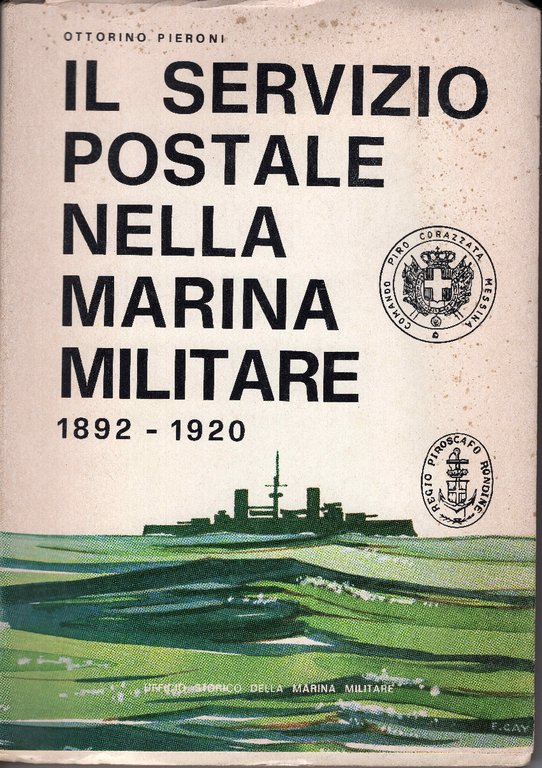 OTTORINO PIERONI
IL SERVIZIO
POSTALE
NELLA
MARINA
MILITARE
1892 - 1920
COMANDO PIRO CORAZZATA MESSINA
REGIO PIROSCAFO RONDINE
UFFICIO STORICO DELLA MARINA MILITARE
F. GAY